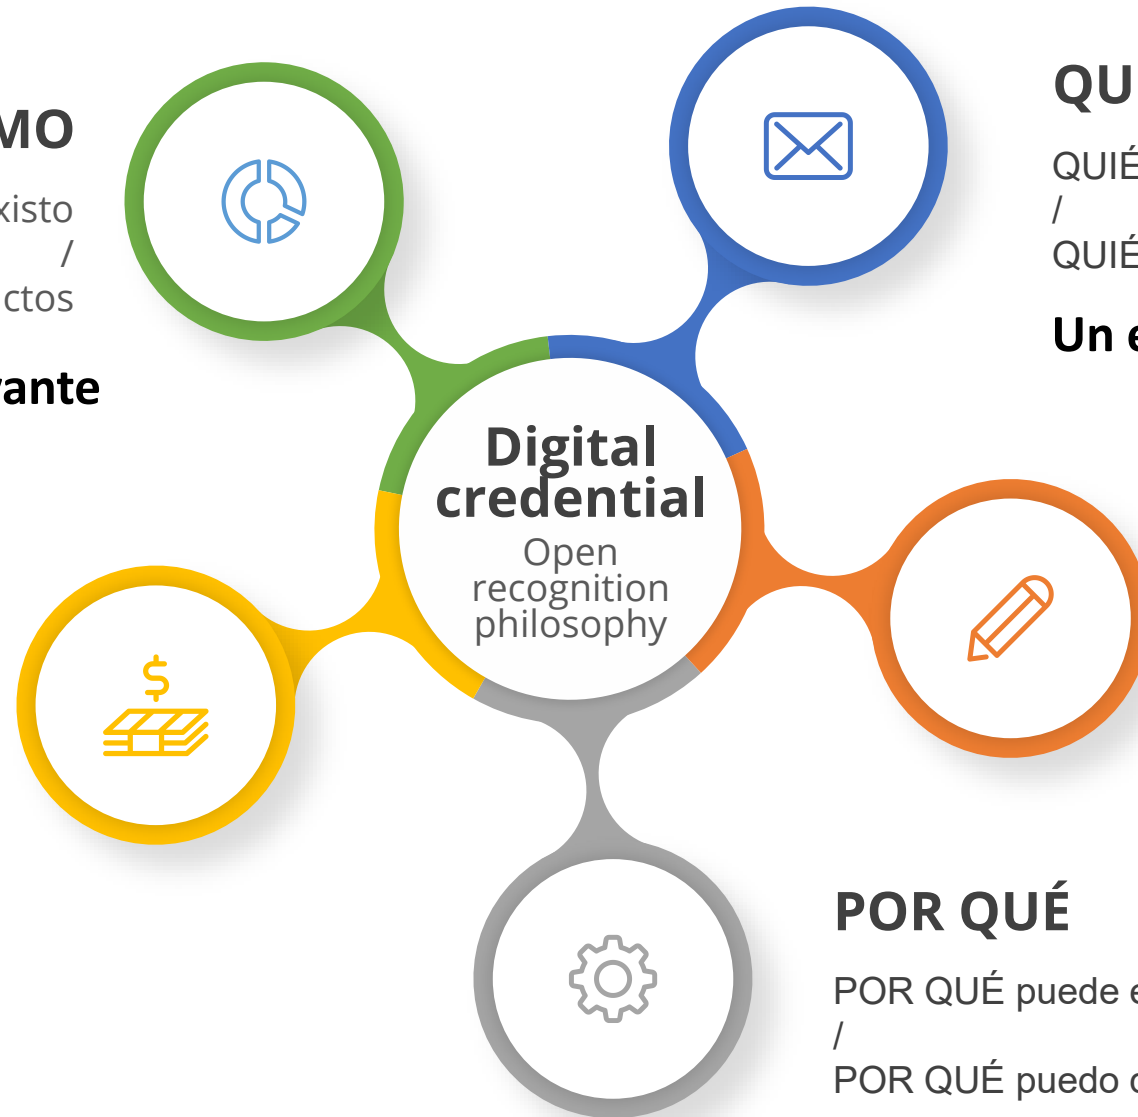 MO
xisto
/
ctos
vante
QU
QUIÉ
/
QUIÉ
Un e
Digital
credential
Open
recognition
philosophy
$
POR QUÉ
POR QUÉ puede e
/
POR QUÉ puedo